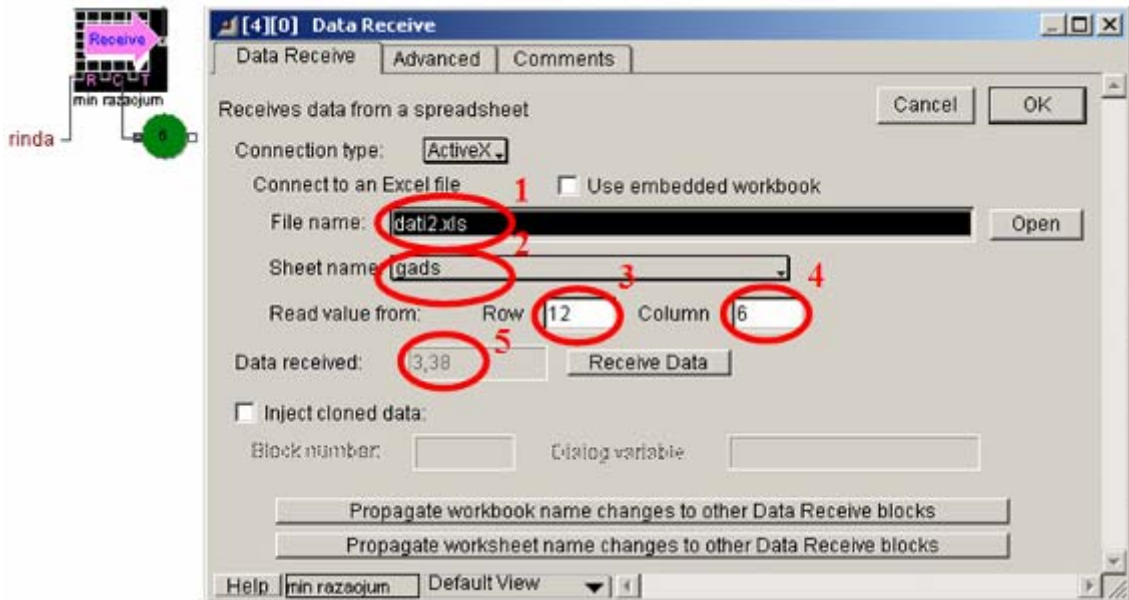 Receive
R C T
min razaojum
rinda
6
[4][0] Data Receive
Data Receive Advanced Comments
Receives data from a spreadsheet
Cancel OK
Connection type: ActiveX
Connect to an Excel file 1 Use embedded workbook
File name: dati2.xls Open
2
Sheet name: gads
3 4
Read value from: Row 12 Column 6
5
Data received: 3,38 Receive Data
Inject cloned data:
Block number: Dialog variable
Propagate workbook name changes to other Data Receive blocks
Propagate worksheet name changes to other Data Receive blocks
Help min razaojum Default View